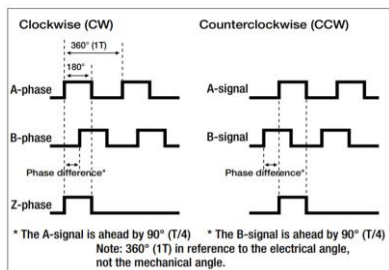 Clockwise (CW)
Counterclockwise (CCW)
360° (1T)
180°
A-phase
A-signal
B-phase
B-signal
Phase difference*
Phase difference*
Z-phase
* The A-signal is ahead by 90° (T/4)
* The B-signal is ahead by 90° (T/4)
Note: 360° (1T) in reference to the electrical angle,
not the mechanical angle.